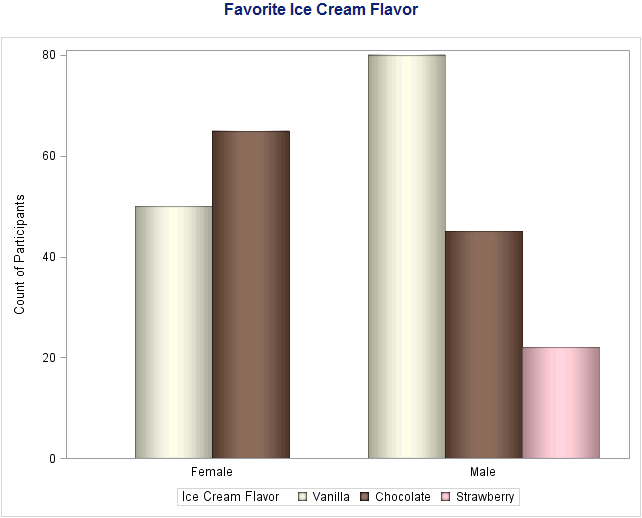 Favorite Ice Cream Flavor
80
60
40
20
0
Count of Participants
Female Male
Ice Cream Flavor Vanilla Chocolate Strawberry